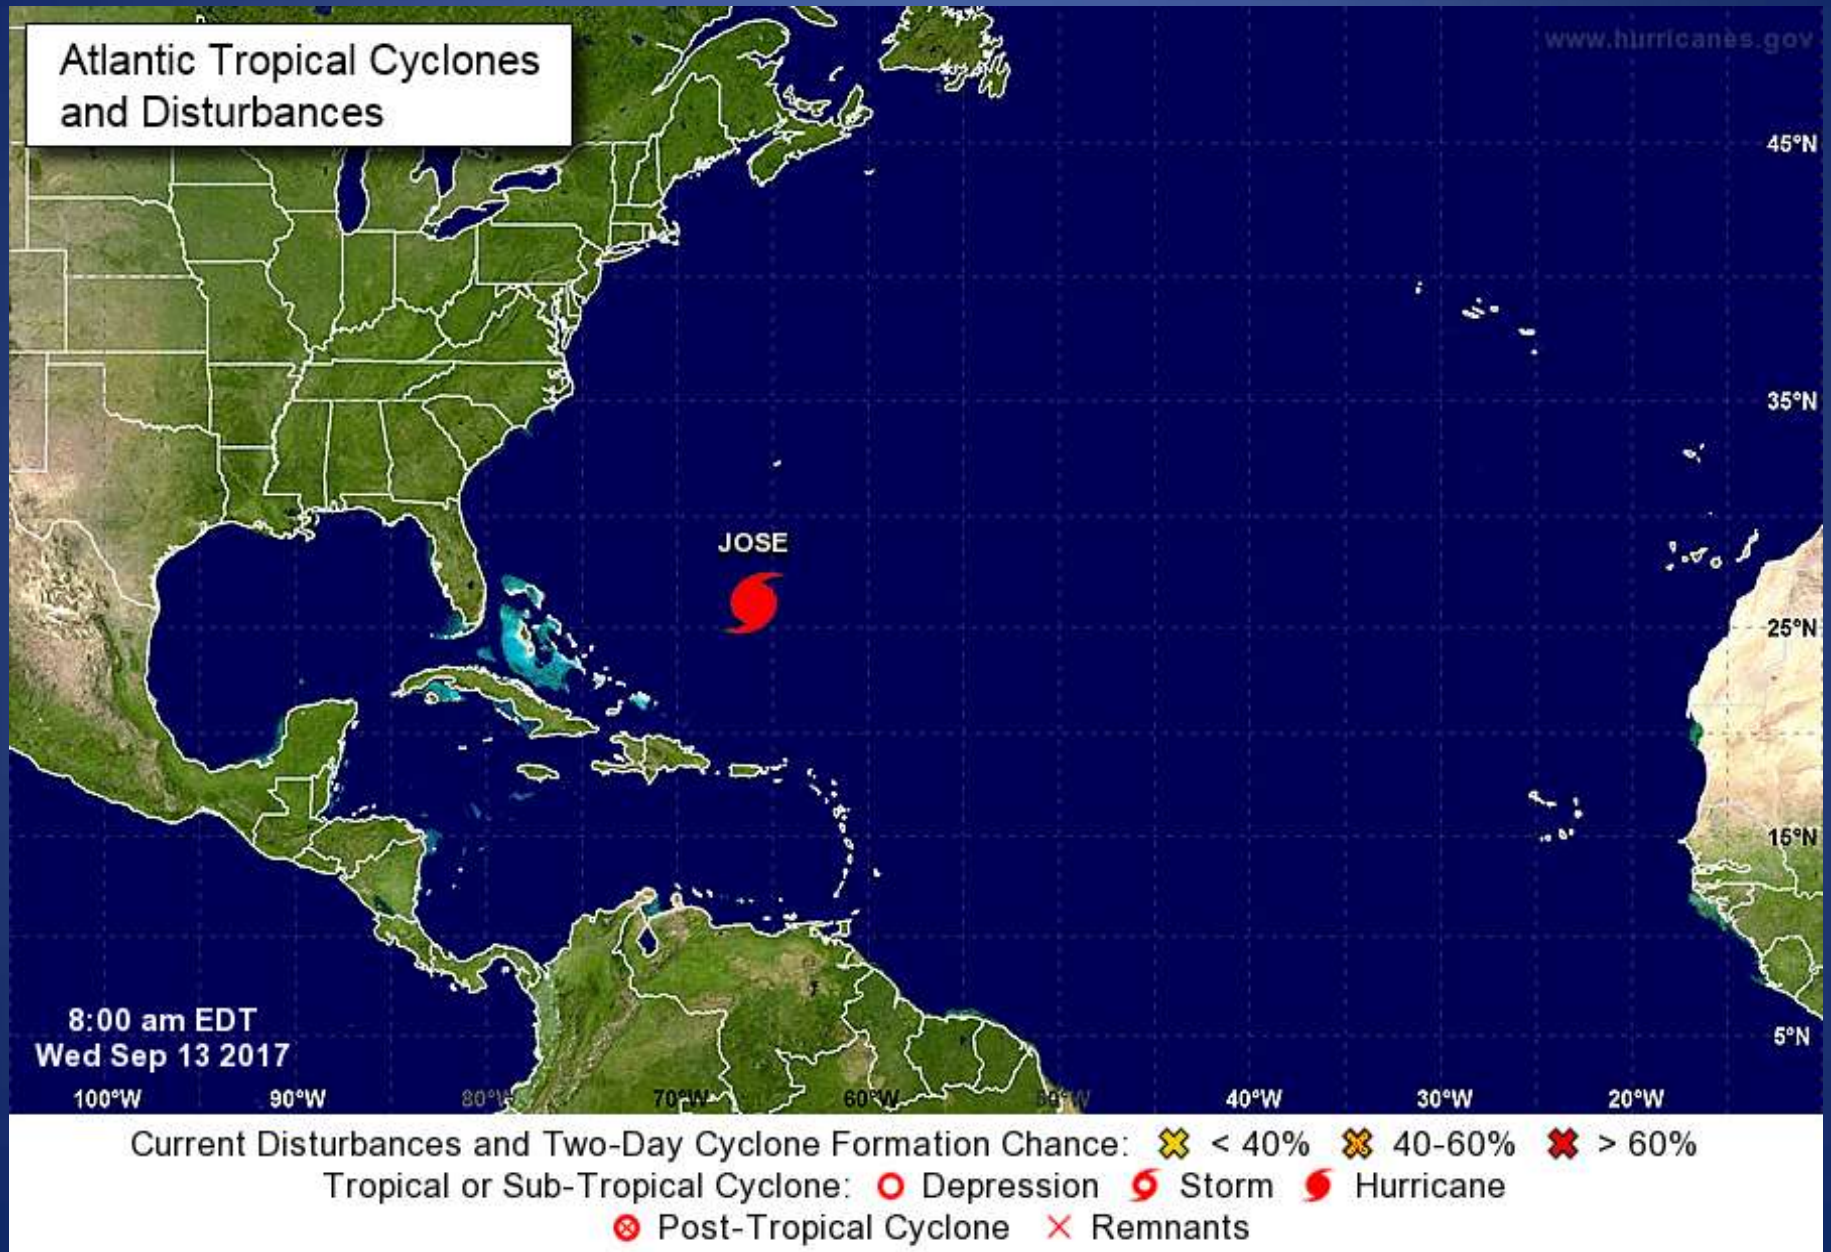 Atlantic Tropical Cyclones
and Disturbances
www.hurricanes.gov
45°N
35°N
JOSE
25°N
15°N
8:00 am EDT
Wed Sep 13 2017
5°N
100°W 90°W 80°W 70°W 60°W 50°W 40°W 30°W 20°W
Current Disturbances and Two-Day Cyclone Formation Chance: < 40% 40-60% > 60%
Tropical or Sub-Tropical Cyclone: Depression Storm Hurricane
Post-Tropical Cyclone Remnants